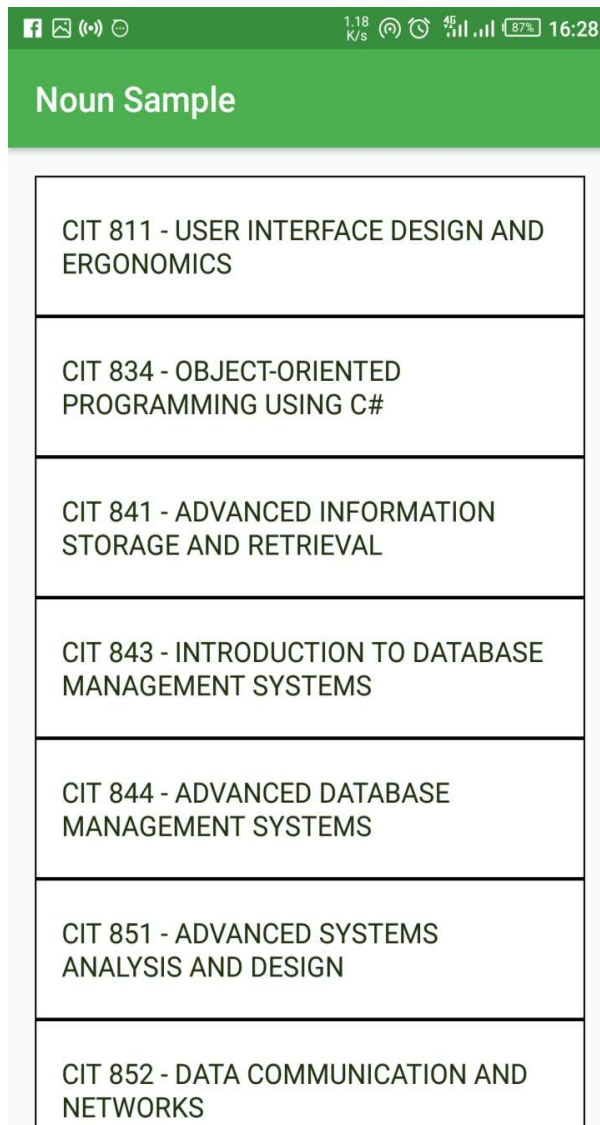 1.18
K/s
4G
87%
16:28
Noun Sample
CIT 811 - USER INTERFACE DESIGN AND
ERGONOMICS
CIT 834 - OBJECT-ORIENTED
PROGRAMMING USING C#
CIT 841 - ADVANCED INFORMATION
STORAGE AND RETRIEVAL
CIT 843 - INTRODUCTION TO DATABASE
MANAGEMENT SYSTEMS
CIT 844 - ADVANCED DATABASE
MANAGEMENT SYSTEMS
CIT 851 - ADVANCED SYSTEMS
ANALYSIS AND DESIGN
CIT 852 - DATA COMMUNICATION AND
NETWORKS